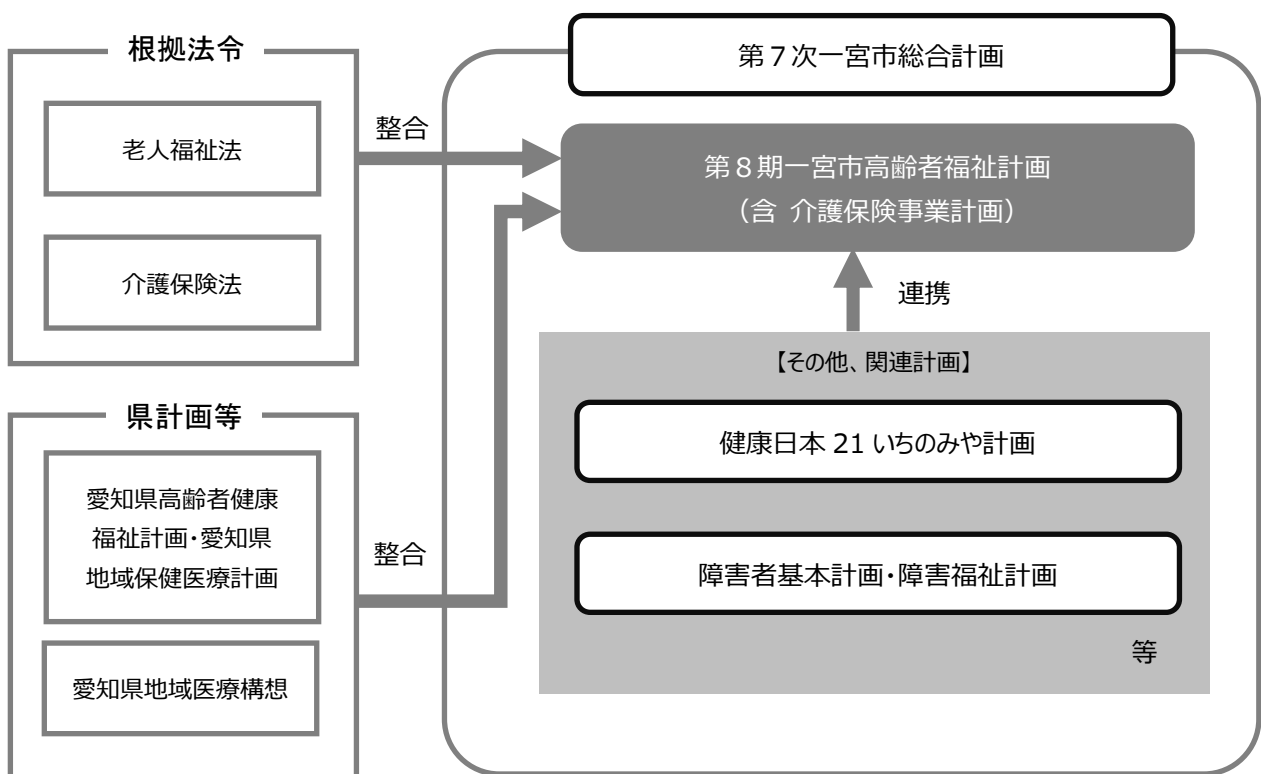 根拠法令
老人福祉法
介護保険法
整合
県計画等
愛知県高齢者健康
福祉計画・愛知県
地域保健医療計画
愛知県地域医療構想
整合
第７次一宮市総合計画
第８期一宮市高齢者福祉計画
（含 介護保険事業計画）
連携
【その他、関連計画】
健康日本 21 いちのみや計画
障害者基本計画・障害福祉計画
等